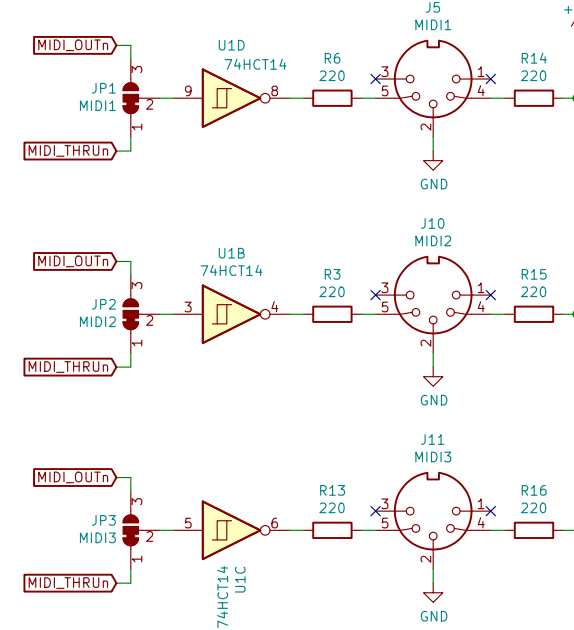 J5
MIDI1
+
MIDI_OUTn
U1D
74HCT14
R6
220
R14
220
3
3
1
JP1
MIDI1
2
9
8
5
4
1
2
MIDI_THRUn
GND
J10
MIDI2
MIDI_OUTn
U1B
74HCT14
R3
220
R15
220
3
3
1
JP2
MIDI2
2
3
4
5
4
1
2
MIDI_THRUn
GND
J11
MIDI3
MIDI_OUTn
R13
220
R16
220
3
3
1
JP3
MIDI3
2
5
6
5
4
1
2
MIDI_THRUn
74HCT14
U1C
GND